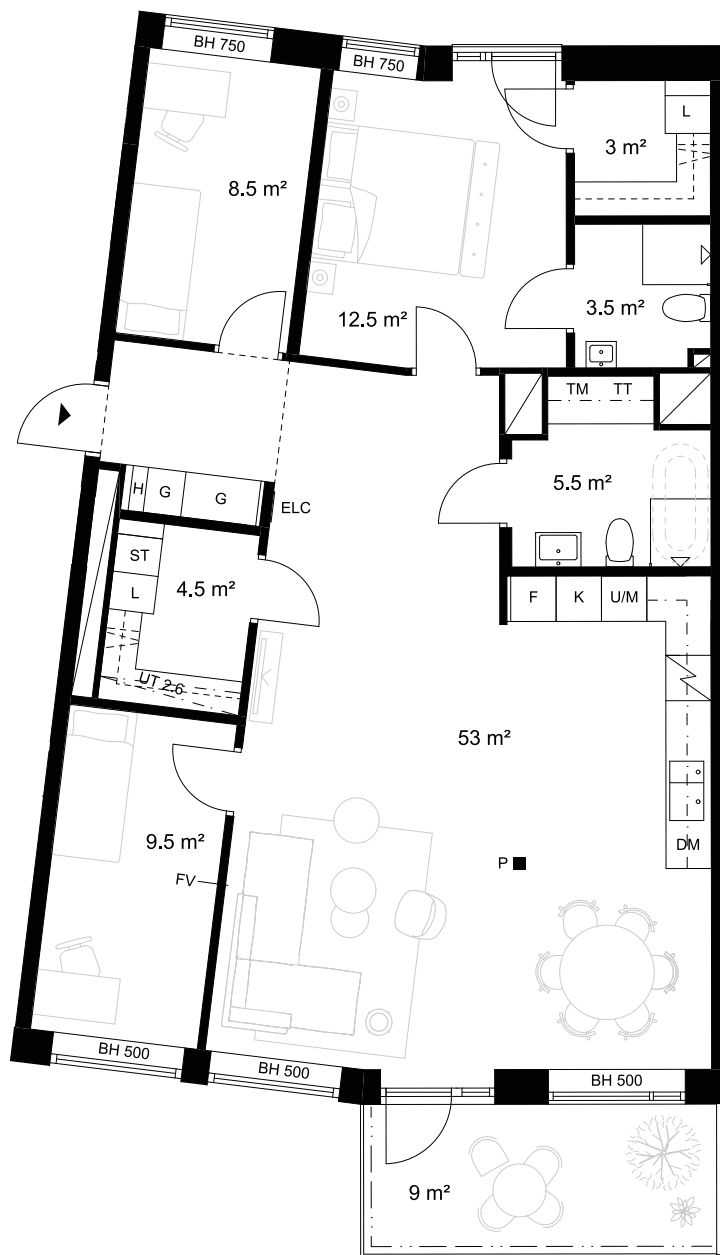 BH 750
BH 750
L
3 m²
8.5 m²
3.5 m²
12.5 m²
TM TT
5.5 m²
H G G
ELC
ST
4.5 m²
L
F K U/M
UT 2.6
53 m²
9.5 m²
DM
P
FV
BH 500
BH 500
BH 500
9 m²